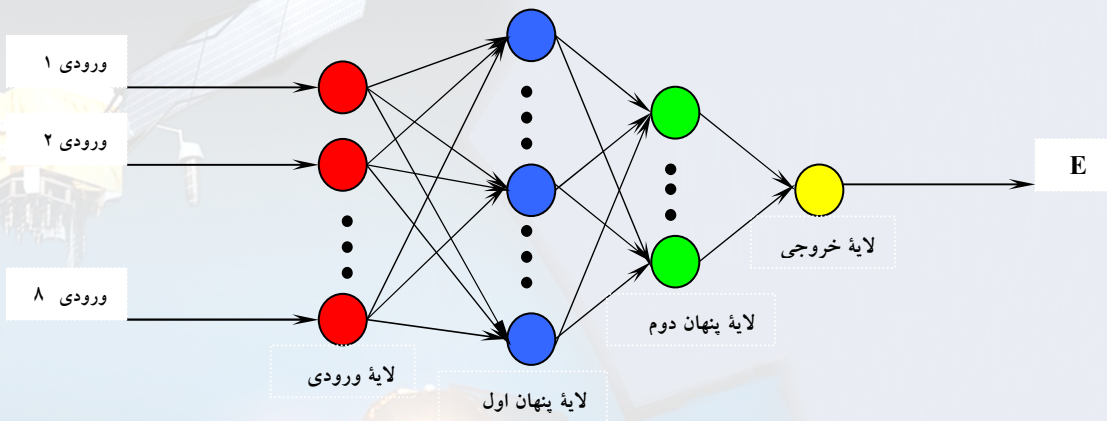 ورودی ۱
ورودی ۲
ورودی ۸
لایهٔ ورودی
لایهٔ پنهان اول
لایهٔ پنهان دوم
لایهٔ خروجی
E